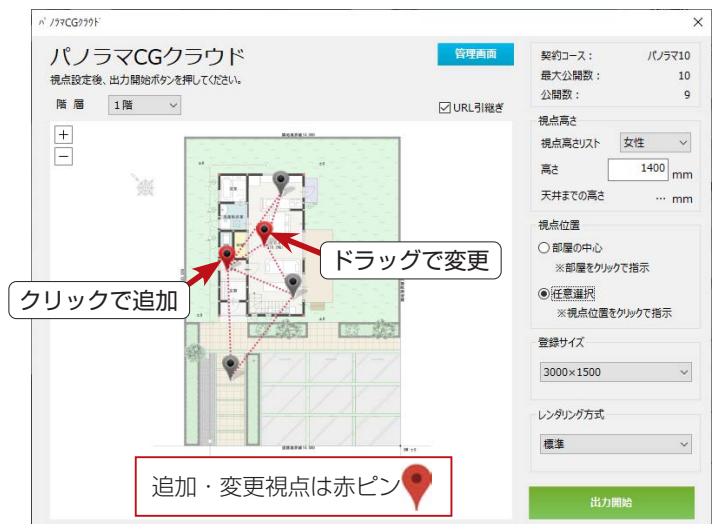 パノラマCGクラウド
パノラマCGクラウド
管理画面
視点設定後、出力開始ボタンを押してください。
階 層
1階
URL引継ぎ
+
−
クリックで追加
ドラッグで変更
追加・変更視点は赤ピン
契約コース：
パノラマ10
最大公開数：
10
公開数：
9
視点高さ
視点高さリスト
女性
高さ
1400
mm
天井までの高さ
… mm
視点位置
部屋の中心
※部屋をクリックで指示
任意選択
※視点位置をクリックで指示
登録サイズ
3000×1500
レンダリング方式
標準
出力開始